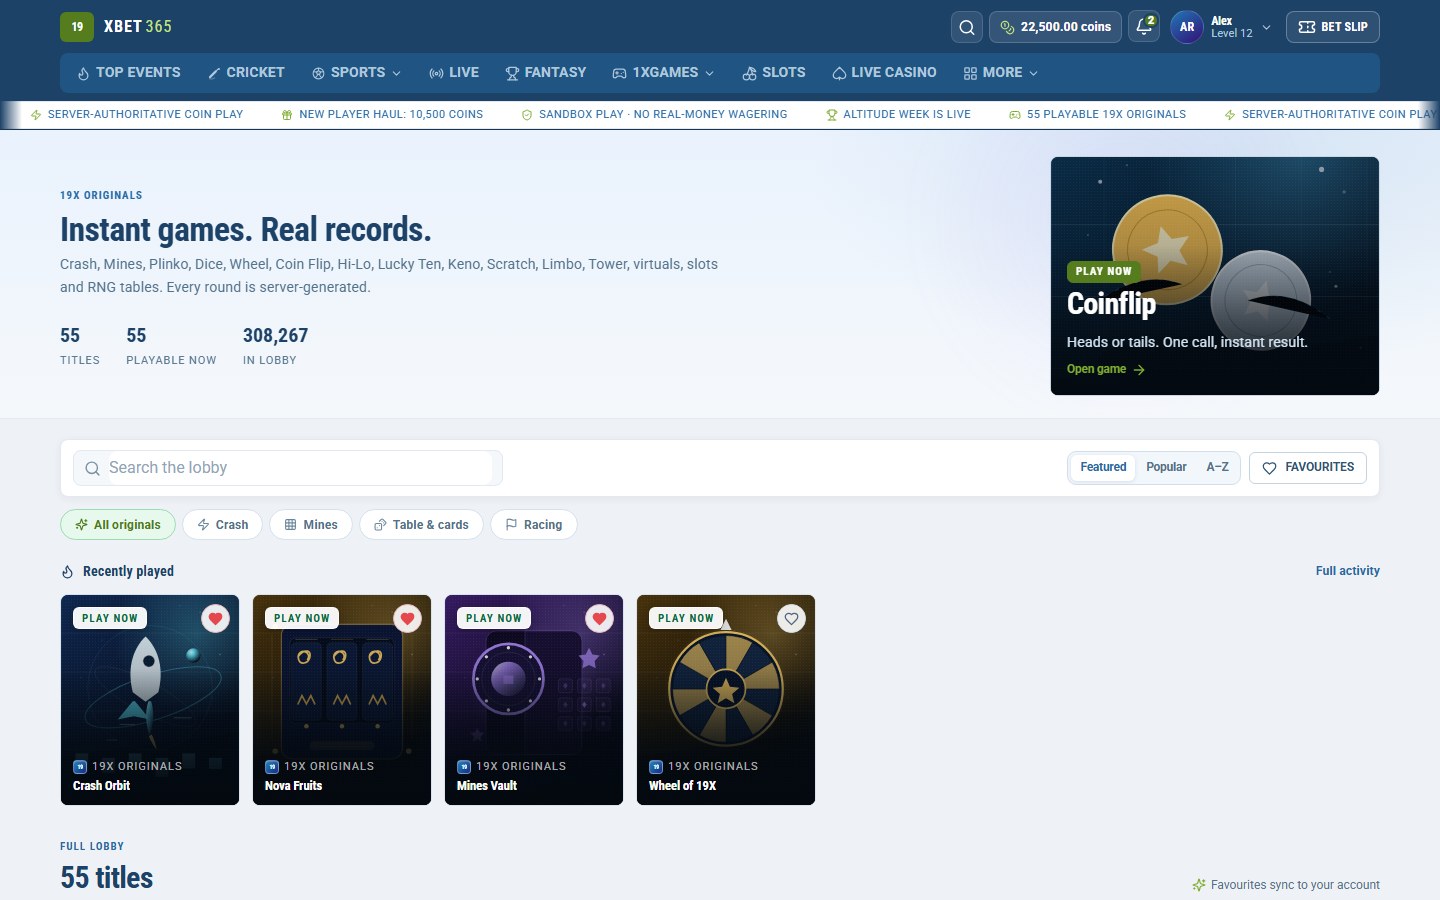 19 XBET 365
22,500.00 coins
2
AR
Alex
Level 12
BET SLIP
TOP EVENTS
CRICKET
SPORTS
LIVE
FANTASY
1XGAMES
SLOTS
LIVE CASINO
MORE
SERVER-AUTHORITATIVE COIN PLAY
NEW PLAYER HAUL: 10,500 COINS
SANDBOX PLAY · NO REAL-MONEY WAGERING
ALTITUDE WEEK IS LIVE
55 PLAYABLE 19X ORIGINALS
SERVER-AUTHORITATIVE COIN PLAY
19X ORIGINALS
Instant games. Real records.
Crash, Mines, Plinko, Dice, Wheel, Coin Flip, Hi-Lo, Lucky Ten, Keno, Scratch, Limbo, Tower, virtuals, slots
and RNG tables. Every round is server-generated.
55
TITLES
55
PLAYABLE NOW
308,267
IN LOBBY
PLAY NOW
Coinflip
Heads or tails. One call, instant result.
Open game
Search the lobby
Featured
Popular
A–Z
FAVOURITES
All originals
Crash
Mines
Table & cards
Racing
Recently played
Full activity
PLAY NOW
19 19X ORIGINALS
Crash Orbit
PLAY NOW
19 19X ORIGINALS
Nova Fruits
PLAY NOW
19 19X ORIGINALS
Mines Vault
PLAY NOW
19 19X ORIGINALS
Wheel of 19X
FULL LOBBY
55 titles
Favourites sync to your account